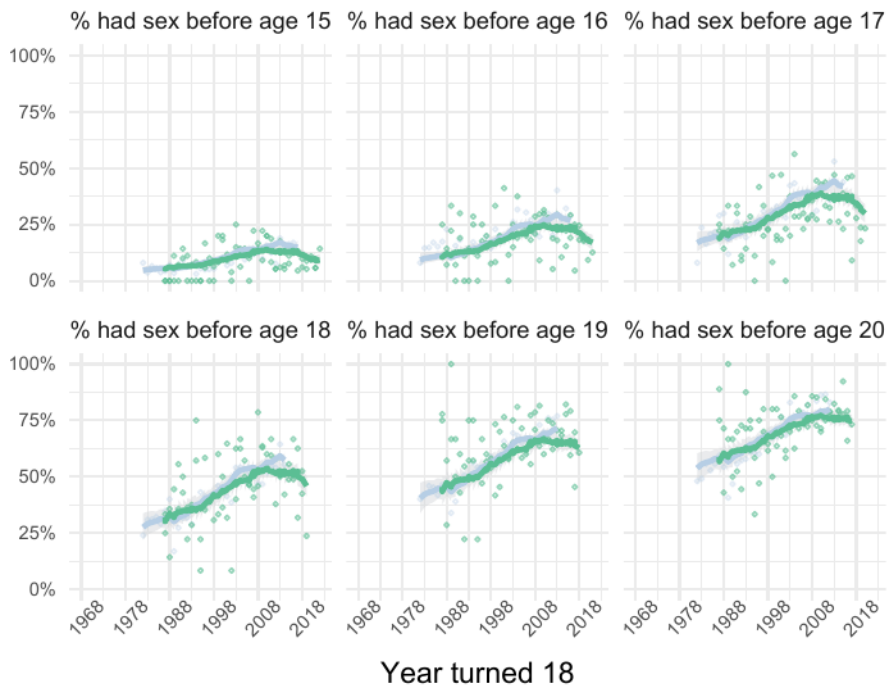 % had sex before age 15 % had sex before age 16 % had sex before age 17
100%
75%
50%
25%
0%
% had sex before age 18 % had sex before age 19 % had sex before age 20
100%
75%
50%
25%
0%
1968 1978 1988 1998 2008 2018 1968 1978 1988 1998 2008 2018 1968 1978 1988 1998 2008 2018
Year turned 18